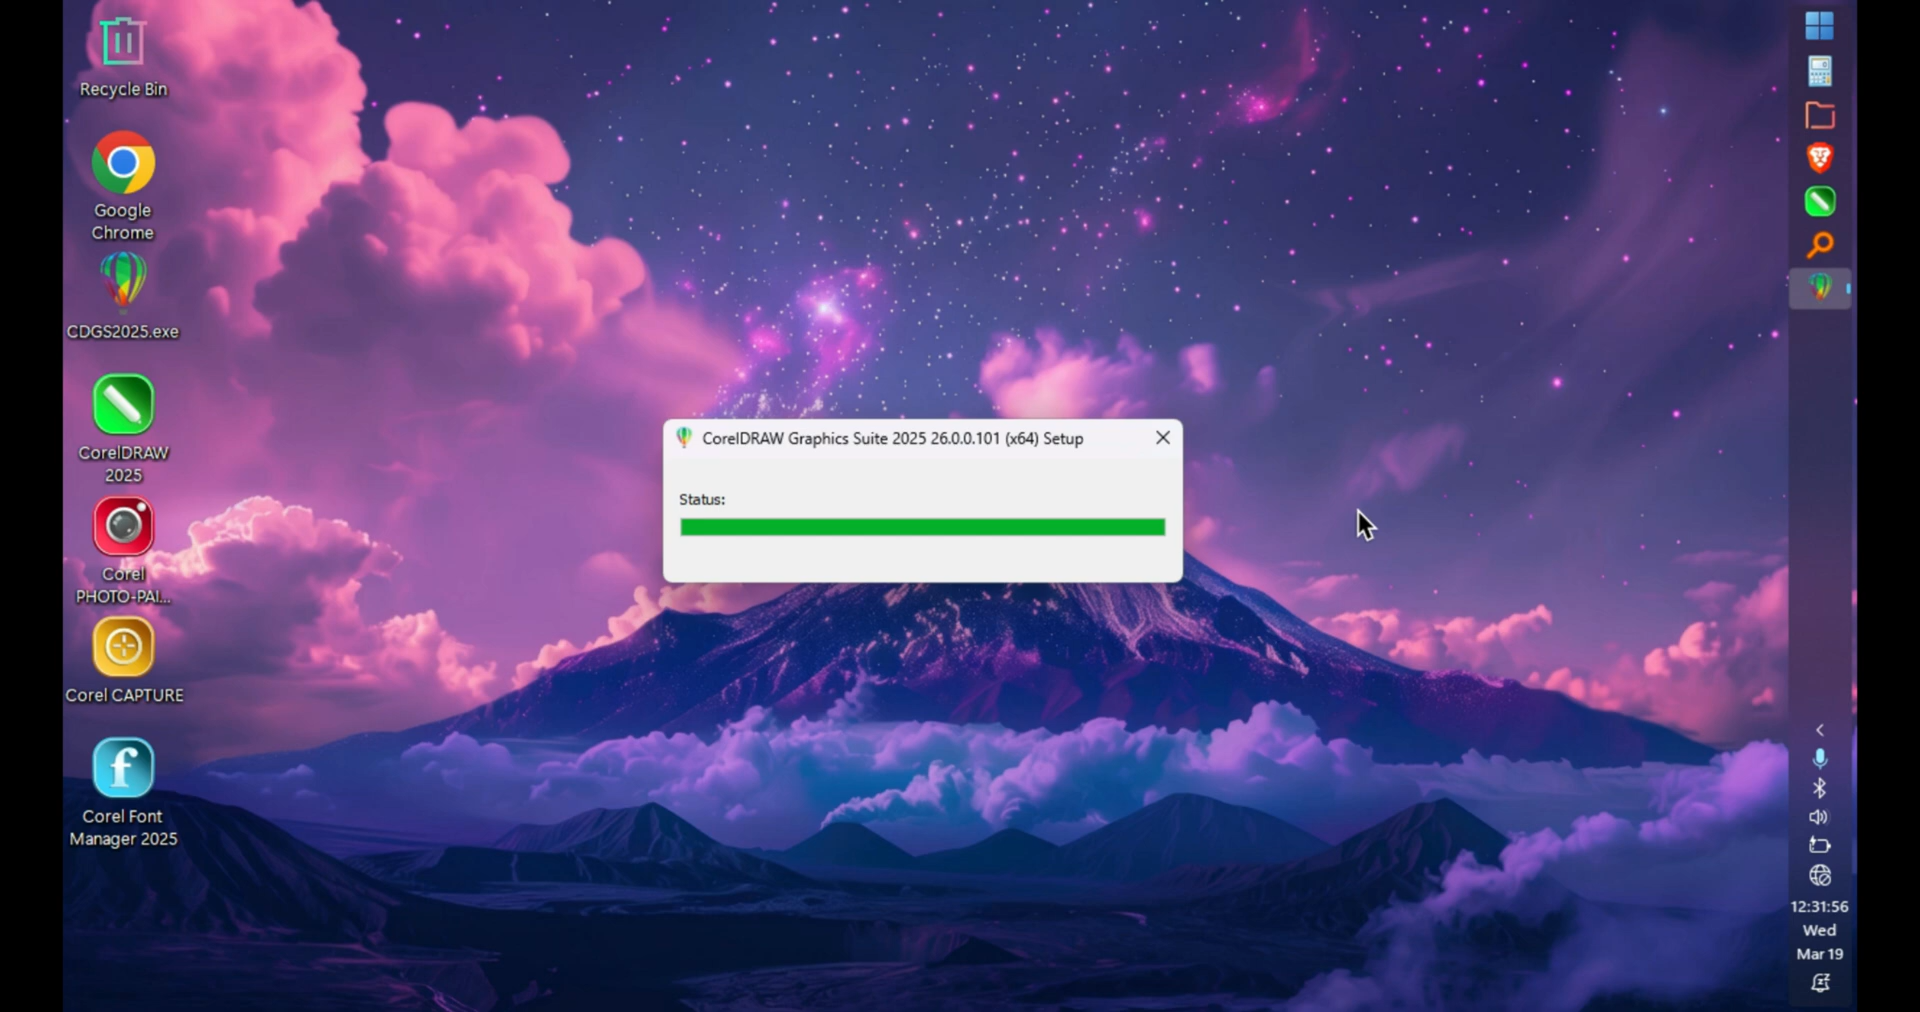 Recycle Bin
Google
Chrome
CDGS2025.exe
CorelDRAW
2025
Corel
PHOTO-PAI...
Corel CAPTURE
Corel Font
Manager 2025
CorelDRAW Graphics Suite 2025 26.0.0.101 (x64) Setup
Status:
12:31:56
Wed
Mar 19